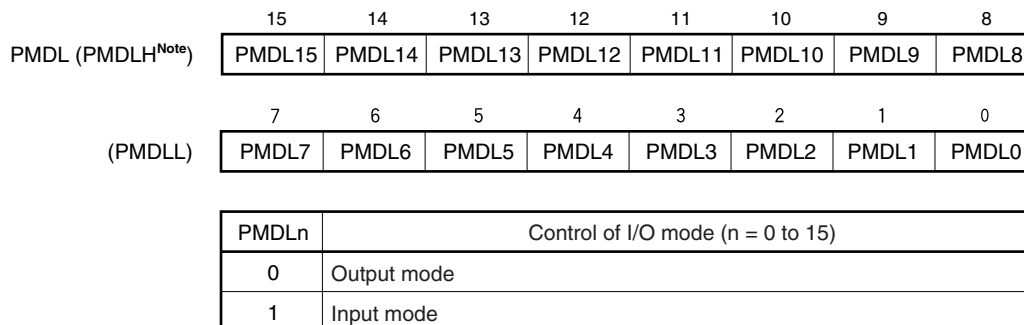 15 14 13 12 11 10 9 8
PMDL (PMDLHNote) PMDL15 PMDL14 PMDL13 PMDL12 PMDL11 PMDL10 PMDL9 PMDL8
7 6 5 4 3 2 1 0
(PMDLL) PMDL7 PMDL6 PMDL5 PMDL4 PMDL3 PMDL2 PMDL1 PMDL0
PMDLn Control of I/O mode (n = 0 to 15)
0 Output mode
1 Input mode